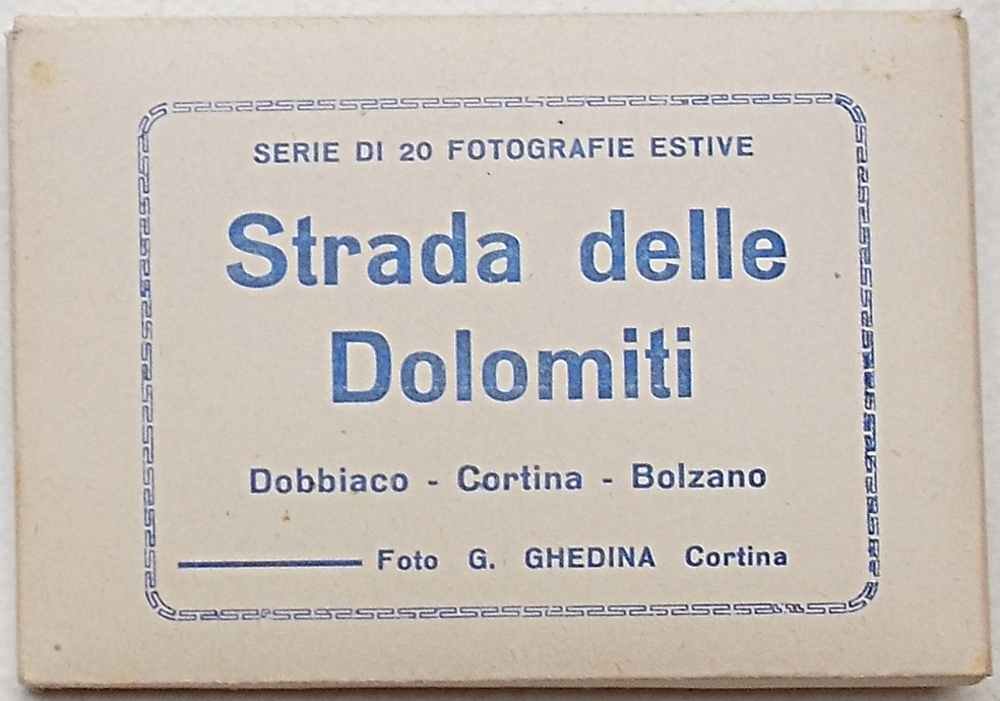 SERIE DI 20 FOTOGRAFIE ESTIVE
Strada delle
Dolomiti
Dobbiaco - Cortina - Bolzano
Foto G. GHEDINA Cortina